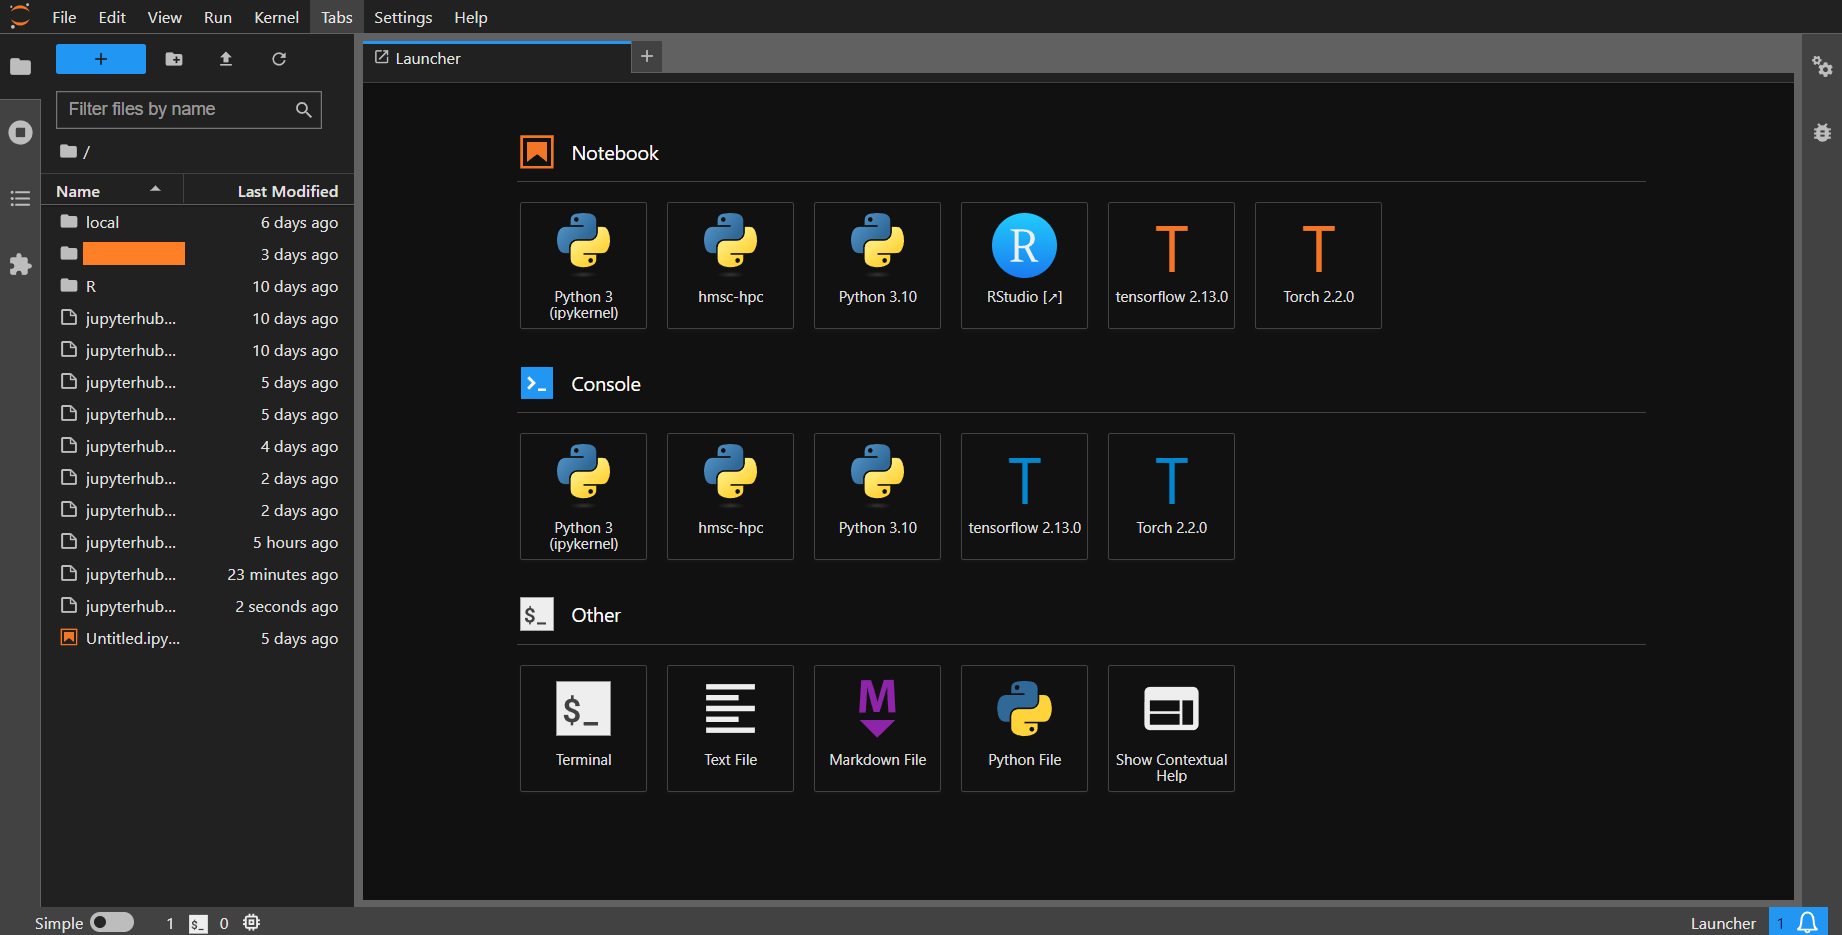 File Edit View Run Kernel Tabs Settings Help
+
Filter files by name
/
Name Last Modified
local 6 days ago
3 days ago
R 10 days ago
jupyterhub... 10 days ago
jupyterhub... 10 days ago
jupyterhub... 5 days ago
jupyterhub... 5 days ago
jupyterhub... 4 days ago
jupyterhub... 2 days ago
jupyterhub... 2 days ago
jupyterhub... 5 hours ago
jupyterhub... 23 minutes ago
jupyterhub... 2 seconds ago
Untitled.ipy... 5 days ago
Launcher +
Notebook
R T T
Python 3 (ipykernel)
hmsc-hpc
Python 3.10
RStudio [↗]
tensorflow 2.13.0
Torch 2.2.0
>_ Console
T T
Python 3 (ipykernel)
hmsc-hpc
Python 3.10
tensorflow 2.13.0
Torch 2.2.0
$_ Other
$_ M
Terminal
Text File
Markdown File
Python File
Show Contextual Help
Simple 1 $_ 0 Launcher 1